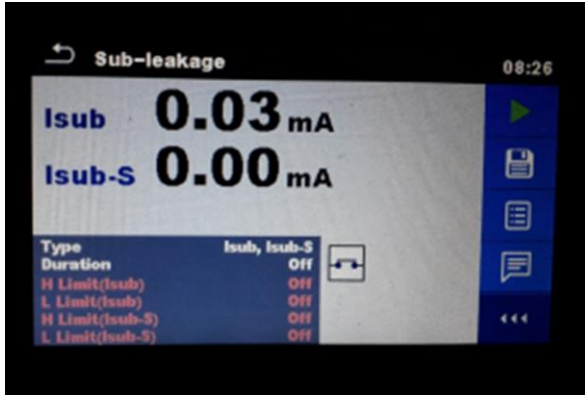 Sub-leakage 08:26
Isub 0.03 mA
Isub-S 0.00 mA
Type Isub, Isub-S
Duration Off
H Limit(Isub) Off
L Limit(Isub) Off
H Limit(Isub-S) Off
L Limit(Isub-S) Off